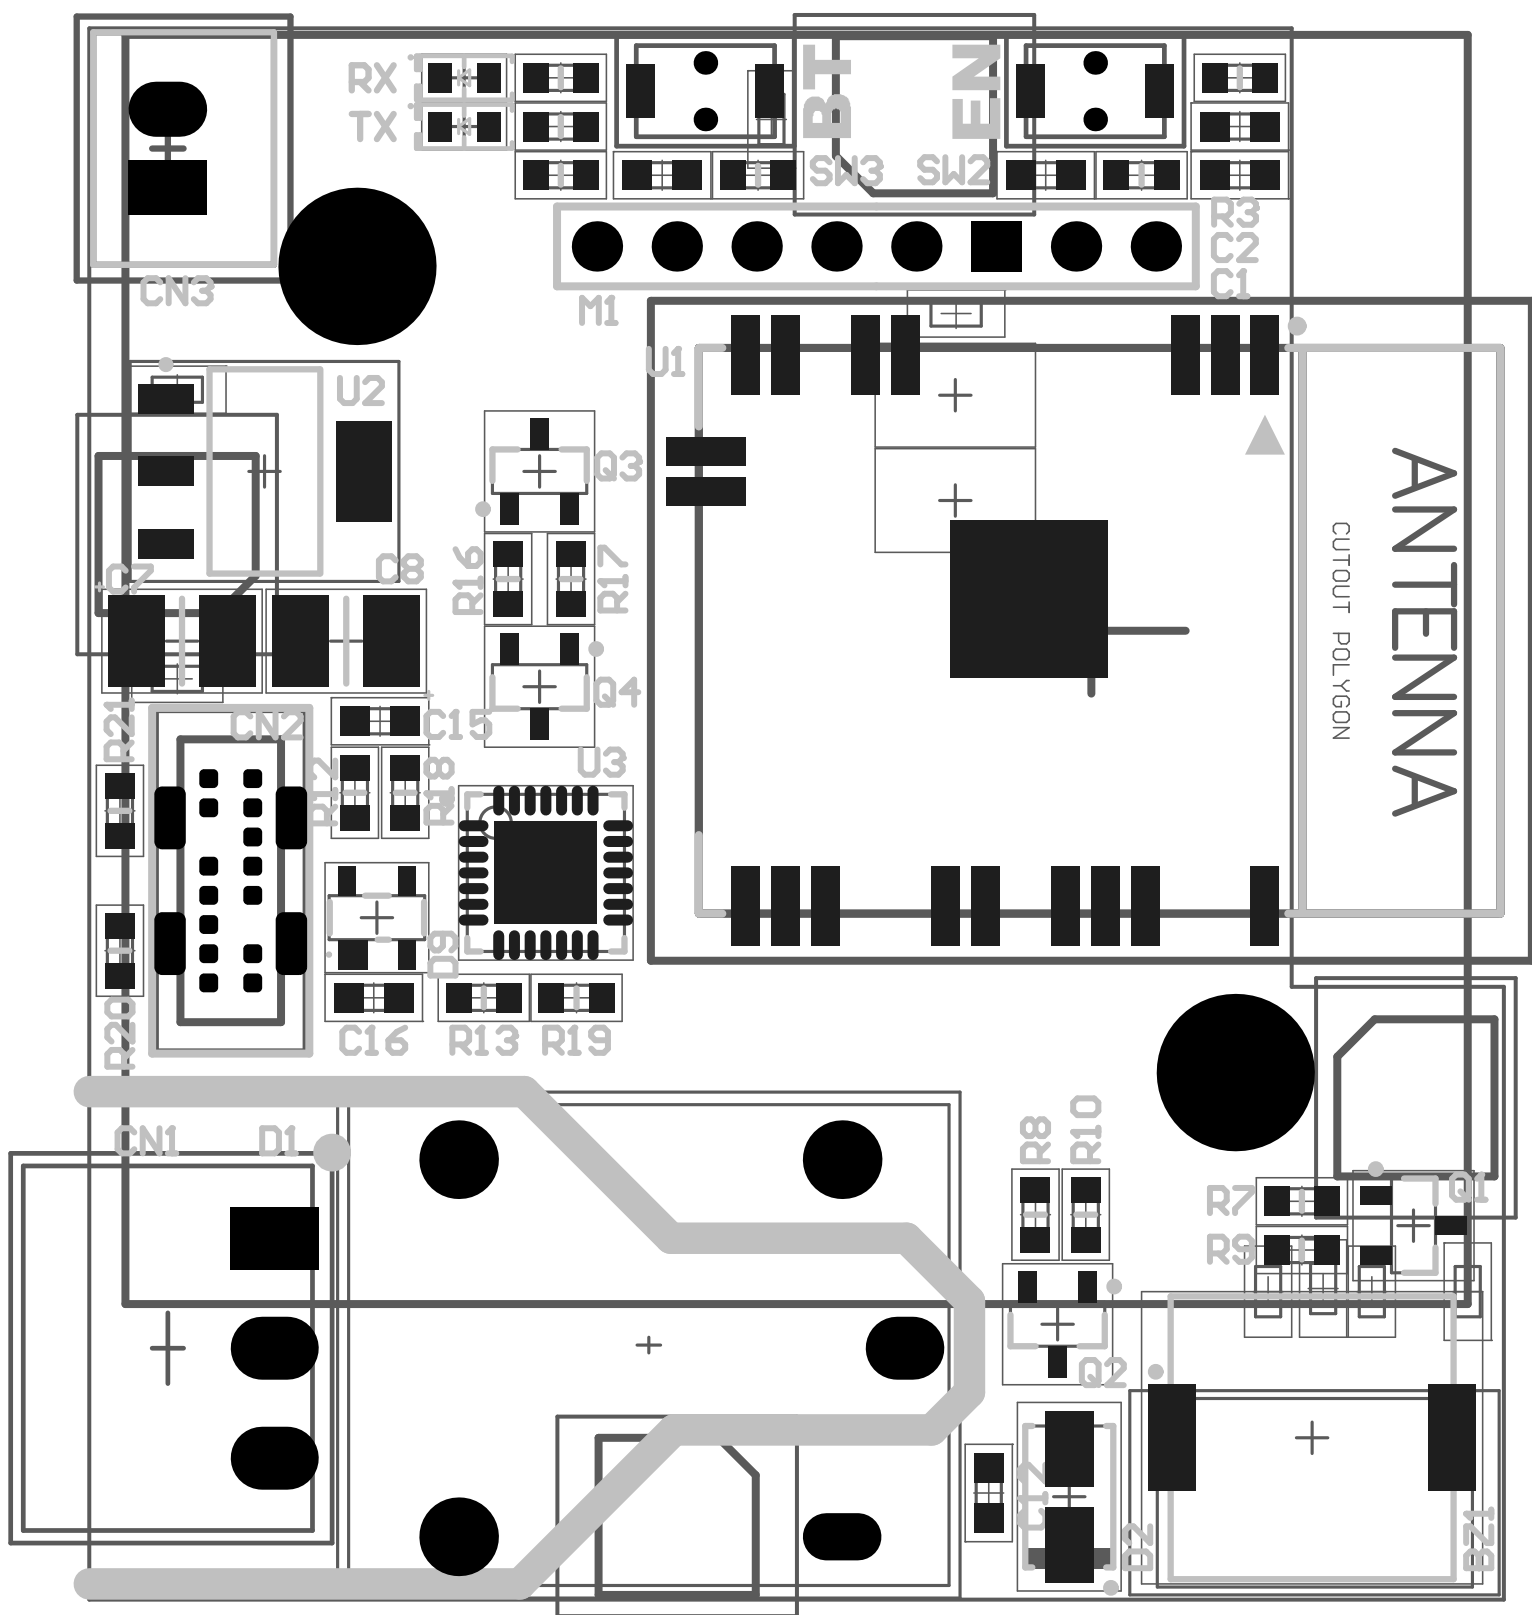 RX
TX
BT
EN
SW3
SW2
R3
C2
C1
CN3
M1
U1
U2
Q3
C7
C8
R16
R17
ANTENNA
CUTOUT POLYGON
Q4
R21
CN2
C15
U3
R12
R18
D9
R20
C16
R13
R19
CN1
D1
R8
R10
R7
Q1
R9
Q2
C12
D2
BZ1